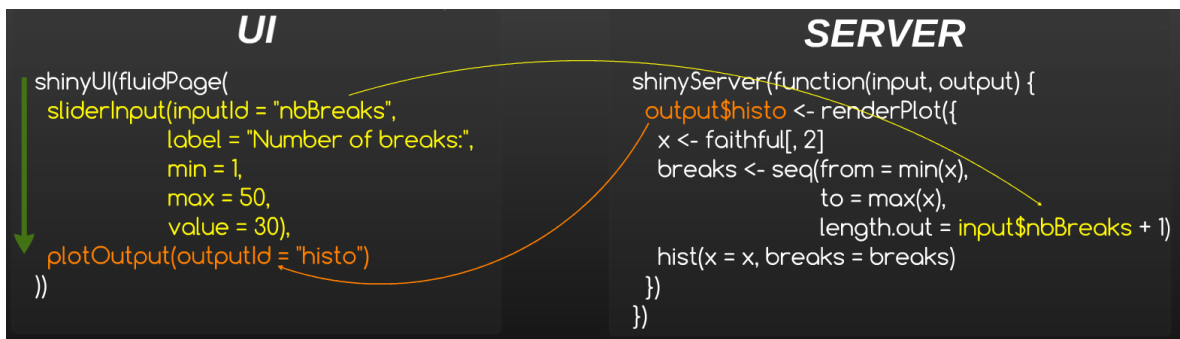 UI
shinyUI(fluidPage(
sliderInput(inputId = "nbBreaks",
label = "Number of breaks:",
min = 1,
max = 50,
value = 30),
plotOutput(outputId = "histo")
))
SERVER
shinyServer(function(input, output) {
output$histo <- renderPlot({
x <- faithful[, 2]
breaks <- seq(from = min(x),
to = max(x),
length.out = input$nbBreaks + 1)
hist(x = x, breaks = breaks)
})
})